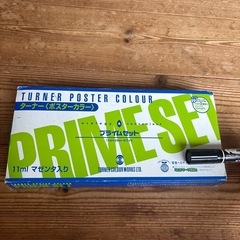 TURNER POSTER COLOUR
ターナー〈ポスターカラー〉
PRIME SET
プライムセット
11ml マゼンタ入り
TURNER COLOUR WORKS LTD.